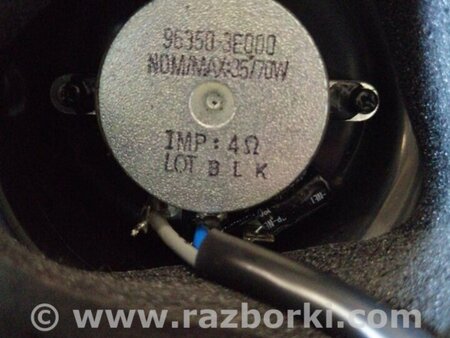 96350-3E000
NOM/MAX:35/70W
IMP : 4Ω
LOT B L K
© www.razborki.com